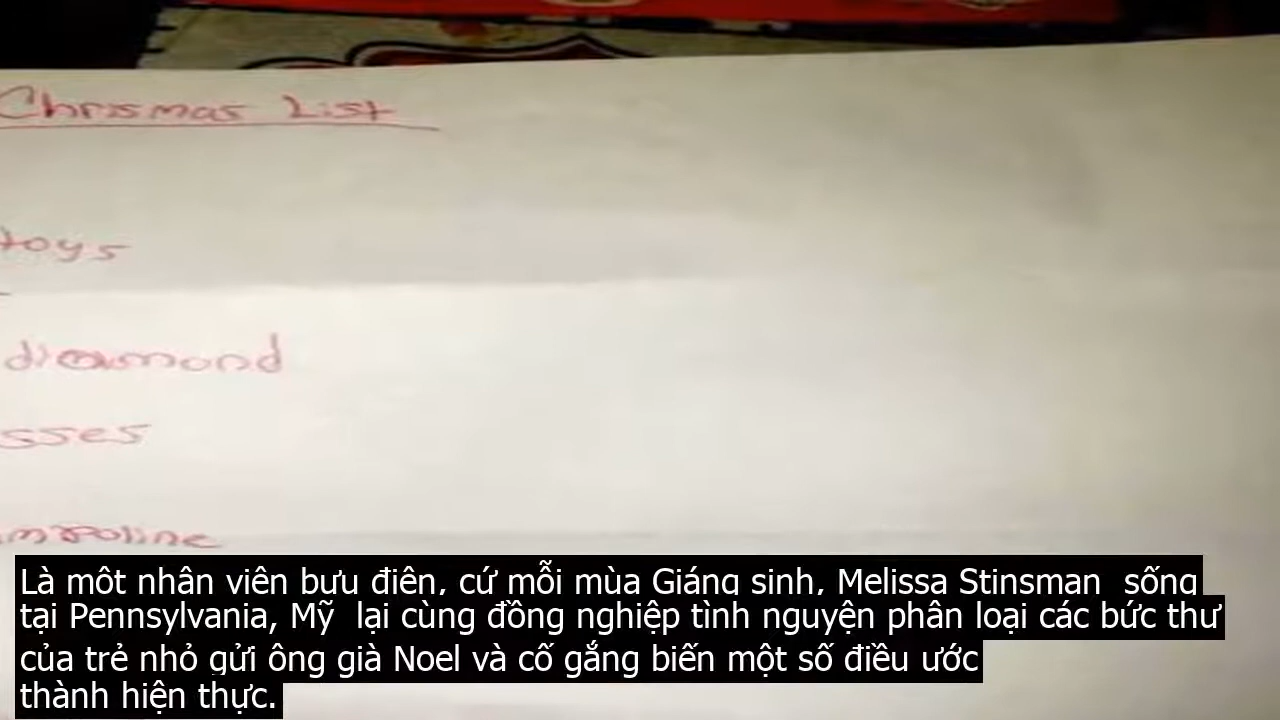 Chrismas List
toys
diamond
sses
mpoline
Là một nhân viên bưu điện, cứ mỗi mùa Giáng sinh, Melissa Stinsman  sống
tại Pennsylvania, Mỹ  lại cùng đồng nghiệp tình nguyện phân loại các bức thư
của trẻ nhỏ gửi ông già Noel và cố gắng biến một số điều ước
thành hiện thực.